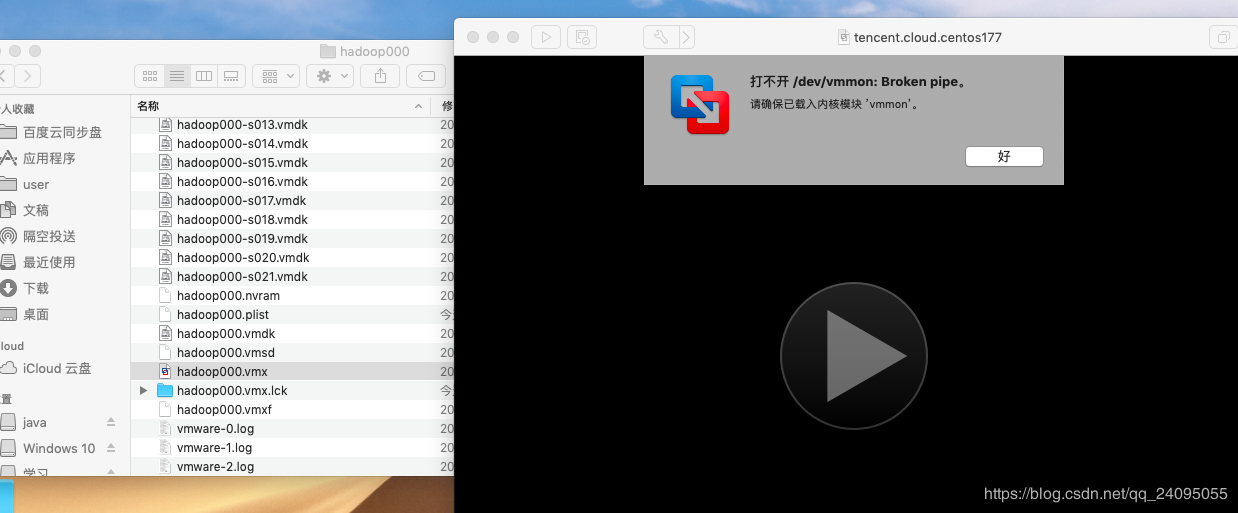 hadoop000
名称
修
人收藏
百度云同步盘
应用程序
user
文稿
隔空投送
最近使用
下载
桌面
loud
iCloud 云盘
置
java
Windows 10
学习
hadoop000-s013.vmdk
hadoop000-s014.vmdk
hadoop000-s015.vmdk
hadoop000-s016.vmdk
hadoop000-s017.vmdk
hadoop000-s018.vmdk
hadoop000-s019.vmdk
hadoop000-s020.vmdk
hadoop000-s021.vmdk
hadoop000.nvram
hadoop000.plist
hadoop000.vmdk
hadoop000.vmsd
hadoop000.vmx
hadoop000.vmx.lck
hadoop000.vmxf
vmware-0.log
vmware-1.log
vmware-2.log
20
20
20
20
20
20
20
20
20
20
今
20
20
20
今
20
20
20
20
tencent.cloud.centos177
打不开 /dev/vmmon: Broken pipe。
请确保已载入内核模块 'vmmon'。
好
https://blog.csdn.net/qq_24095055